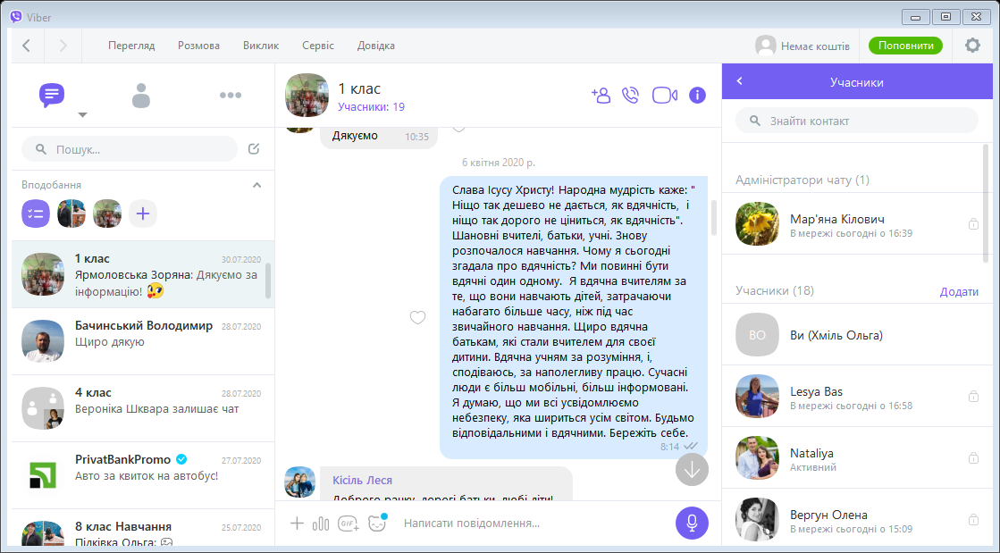 Viber
Перегляд Розмова Виклик Сервіс Довідка
Немає коштів
Поповнити
Пошук...
Вподобання
1 клас 30.07.2020
Ярмоловська Зоряна: Дякуємо за
інформацію!
Бачинський Володимир 28.07.2020
Щиро дякую
4 клас 28.07.2020
Вероніка Шквара залишає чат
PrivatBankPromo 27.07.2020
Авто за квиток на автобус!
8 клас Навчання 25.07.2020
Підківка Ольга:
1 клас
Учасники: 19
Дякуємо 10:35
6 квітня 2020 р.
Слава Ісусу Христу! Народна мудрість каже: "
Ніщо так дешево не дається, як вдячність, і
ніщо так дорого не ціниться, як вдячність".
Шановні вчителі, батьки, учні. Знову
розпочалося навчання. Чому я сьогодні
згадала про вдячність? Ми повинні бути
вдячні один одному. Я вдячна вчителям за
те, що вони навчають дітей, затрачаючи
набагато більше часу, ніж під час
звичайного навчання. Щиро вдячна
батькам, які стали вчителем для своєї
дитини. Вдячна учням за розуміння, і,
сподіваюсь, за наполегливу працю. Сучасні
люди є більш мобільні, більш інформовані.
Я думаю, що ми всі усвідомлюємо
небезпеку, яка шириться усім світом. Будьмо
відповідальними і вдячними. Бережіть себе.
8:14
Кісіль Леся
Доброго ранку, дорогі батьки, любі діти!
GIF
Написати повідомлення...
Учасники
Знайти контакт
Адміністратори чату (1)
Мар'яна Кілович
В мережі сьогодні о 16:39
Учасники (18) Додати
ВО
Ви (Хміль Ольга)
Lesya Bas
В мережі сьогодні о 16:58
Nataliya
Активний
Вергун Олена
В мережі сьогодні о 15:09